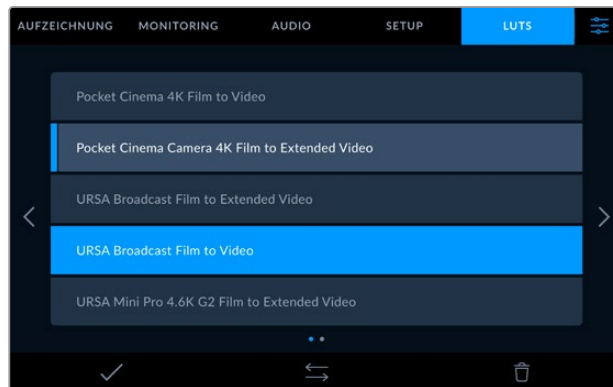 AUFZEICHNUNG MONITORING AUDIO SETUP LUTS
Pocket Cinema 4K Film to Video
Pocket Cinema Camera 4K Film to Extended Video
URSA Broadcast Film to Extended Video
URSA Broadcast Film to Video
URSA Mini Pro 4.6K G2 Film to Extended Video